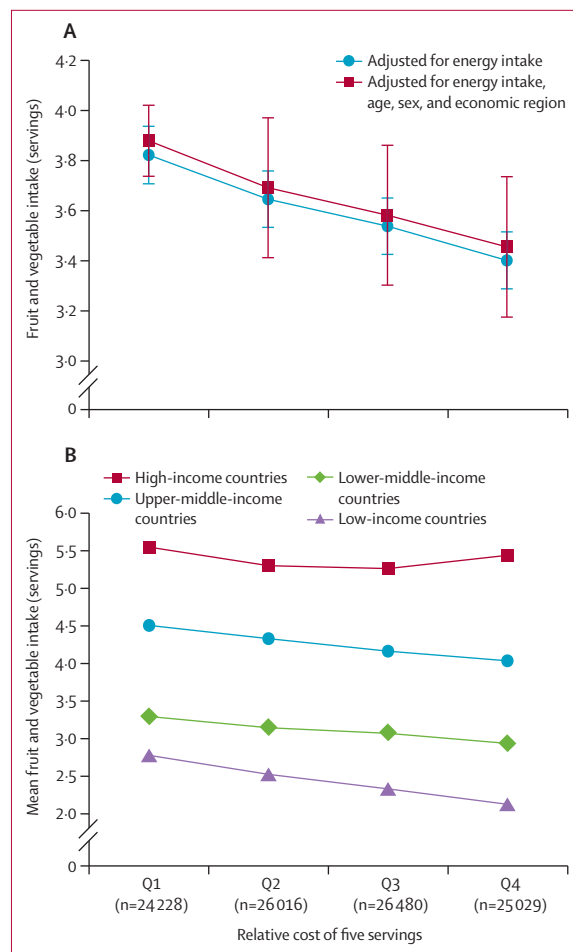 A
Adjusted for energy intake
Adjusted for energy intake,
age, sex, and economic region
Fruit and vegetable intake (servings)
4·2
4·0
3·8
3·6
3·4
3·2
3·0
0
B
High-income countries
Upper-middle-income
countries
Lower-middle-income
countries
Low-income countries
Mean fruit and vegetable intake (servings)
6·0
5·5
5·0
4·5
4·0
3·5
3·0
2·5
2·0
0
Q1 Q2 Q3 Q4
(n=24 228) (n=26 016) (n=26 480) (n=25 029)
Relative cost of five servings